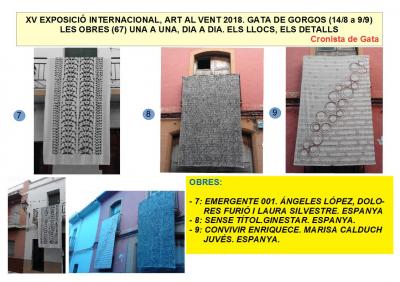 XV EXPOSICIÓ INTERNACIONAL, ART AL VENT 2018. GATA DE GORGOS (14/8 a 9/9)
LES OBRES (67) UNA A UNA, DIA A DIA. ELS LLOCS, ELS DETALLS
Cronista de Gata
7
8
9
OBRES:
- 7: EMERGENTE 001. ÁNGELES LÓPEZ, DOLO-
RES FURIÓ I LAURA SILVESTRE. ESPANYA
- 8: SENSE TÍTOL.GINESTAR. ESPANYA.
- 9: CONVIVIR ENRIQUECE. MARISA CALDUCH
JUVÉS. ESPANYA.